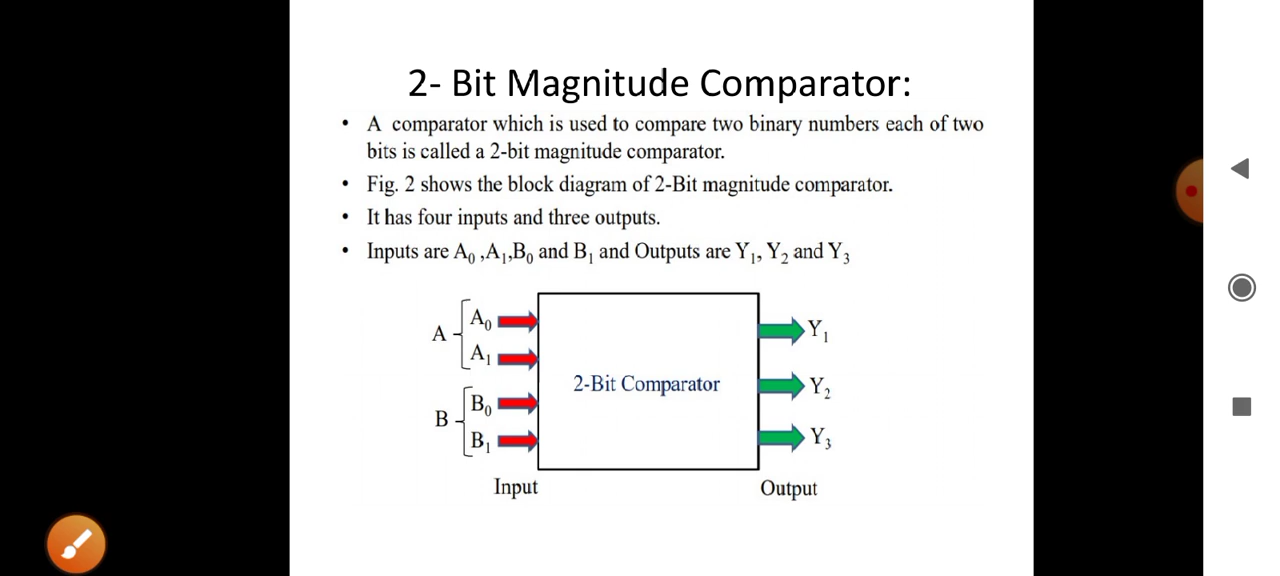 2- Bit Magnitude Comparator:
• A comparator which is used to compare two binary numbers each of two
bits is called a 2-bit magnitude comparator.
• Fig. 2 shows the block diagram of 2-Bit magnitude comparator.
• It has four inputs and three outputs.
• Inputs are A₀ ,A₁,B₀ and B₁ and Outputs are Y₁, Y₂ and Y₃
A
A₀
A₁
B
B₀
B₁
2-Bit Comparator
Y₁
Y₂
Y₃
Input
Output